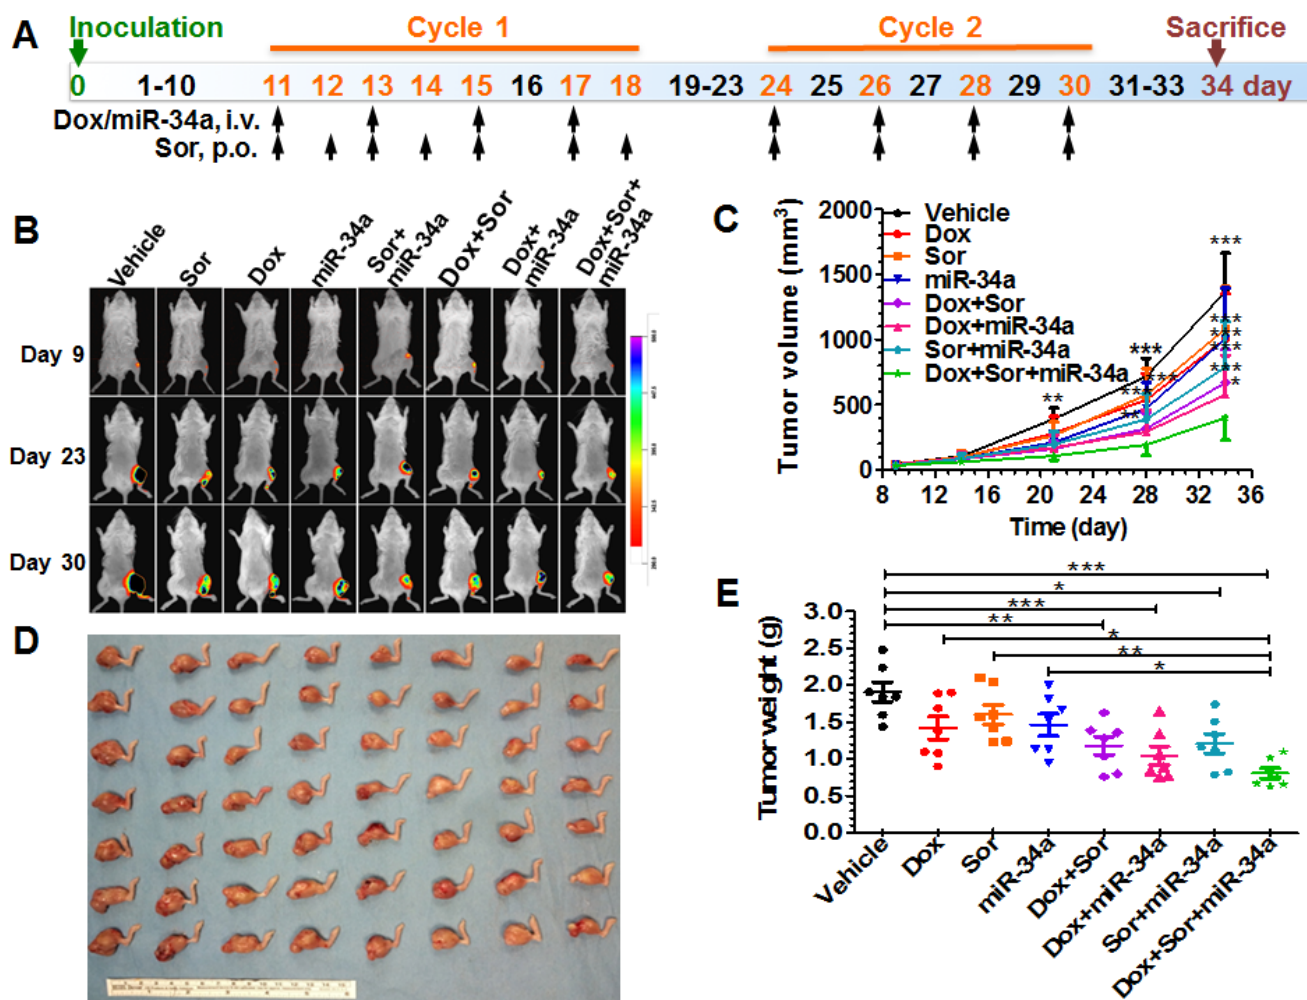 A
Inoculation
Cycle 1
Cycle 2
Sacrifice
0 1-10 11 12 13 14 15 16 17 18 19-23 24 25 26 27 28 29 30 31-33 34 day
Dox/miR-34a, i.v.
Sor, p.o.
B
Vehicle
Sor
Dox
miR-34a
Sor+
miR-34a
Dox+Sor
Dox+
miR-34a
Dox+Sor+
miR-34a
Day 9
Day 23
Day 30
C
Tumor volume (mm3)
2000
1500
1000
500
0
Vehicle
Dox
Sor
miR-34a
Dox+Sor
Dox+miR-34a
Sor+miR-34a
Dox+Sor+miR-34a
**
***
***
8 12 16 20 24 28 32 36
Time (day)
D
E
***
*
***
**
*
**
*
Tumor weight (g)
3.0
2.5
2.0
1.5
1.0
0.5
0.0
Vehicle
Dox
Sor
miR-34a
Dox+Sor
Dox+miR-34a
Sor+miR-34a
Dox+Sor+miR-34a